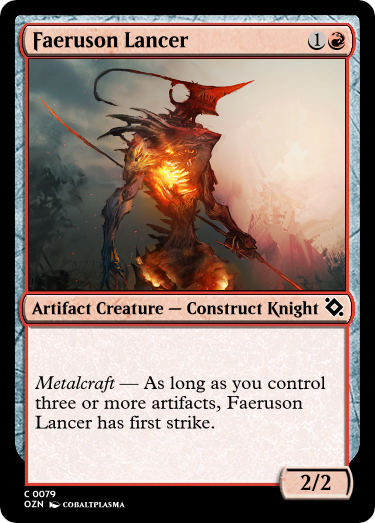 Faeruson Lancer 1
Artifact Creature — Construct Knight
Metalcraft — As long as you control
three or more artifacts, Faeruson
Lancer has first strike.
2/2
C 0079
OZN COBALTPLASMA